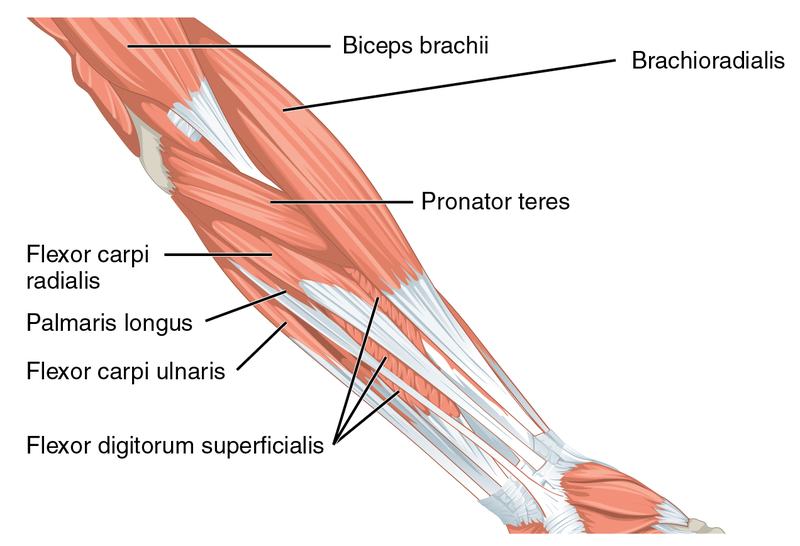 Biceps brachii
Brachioradialis
Pronator teres
Flexor carpi
radialis
Palmaris longus
Flexor carpi ulnaris
Flexor digitorum superficialis